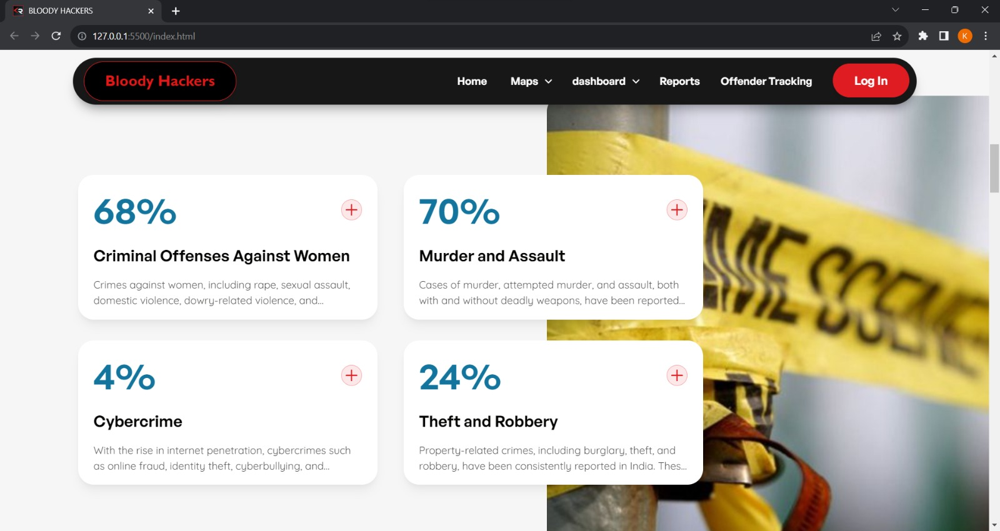 BLOODY HACKERS
127.0.0.1:5500/index.html
K
Bloody Hackers
Home Maps dashboard Reports Offender Tracking Log In
68%
Criminal Offenses Against Women
Crimes against women, including rape, sexual assault,
domestic violence, dowry-related violence, and...
70%
Murder and Assault
Cases of murder, attempted murder, and assault, both
with and without deadly weapons, have been reported...
4%
Cybercrime
With the rise in internet penetration, cybercrimes such
as online fraud, identity theft, cyberbullying, and...
24%
Theft and Robbery
Property-related crimes, including burglary, theft, and
robbery, have been consistently reported in India. Thes...
IME SCENE